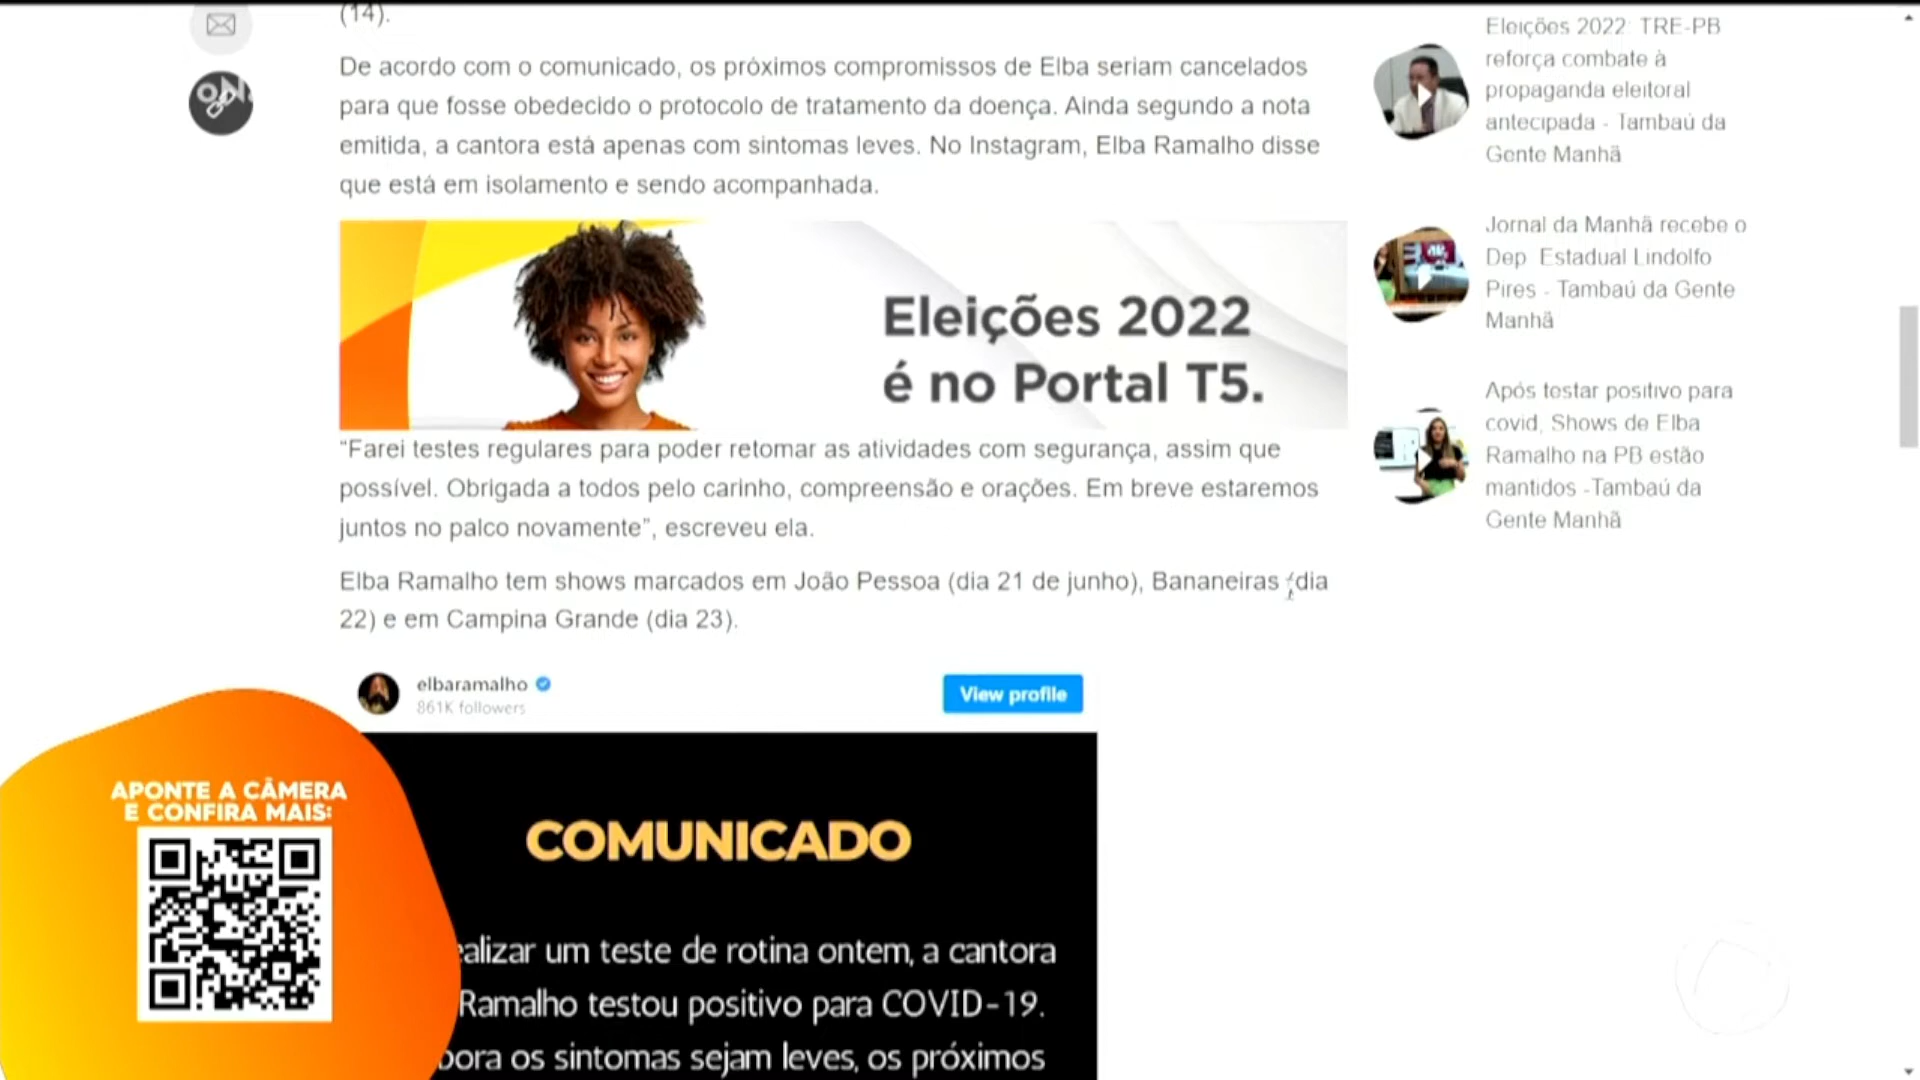 (14).
De acordo com o comunicado, os próximos compromissos de Elba seriam cancelados
para que fosse obedecido o protocolo de tratamento da doença. Ainda segundo a nota
emitida, a cantora está apenas com sintomas leves. No Instagram, Elba Ramalho disse
que está em isolamento e sendo acompanhada.
Eleições 2022
é no Portal T5.
“Farei testes regulares para poder retomar as atividades com segurança, assim que
possível. Obrigada a todos pelo carinho, compreensão e orações. Em breve estaremos
juntos no palco novamente”, escreveu ela.
Elba Ramalho tem shows marcados em João Pessoa (dia 21 de junho), Bananeiras (dia
22) e em Campina Grande (dia 23).
elbaramalho
861K followers
View profile
COMUNICADO
ealizar um teste de rotina ontem, a cantora
Ramalho testou positivo para COVID-19.
bora os sintomas sejam leves, os próximos
APONTE A CÂMERA
E CONFIRA MAIS:
Eleições 2022: TRE-PB
reforça combate à
propaganda eleitoral
antecipada - Tambaú da
Gente Manhã
Jornal da Manhã recebe o
Dep. Estadual Lindolfo
Pires - Tambaú da Gente
Manhã
Após testar positivo para
covid, Shows de Elba
Ramalho na PB estão
mantidos -Tambaú da
Gente Manhã